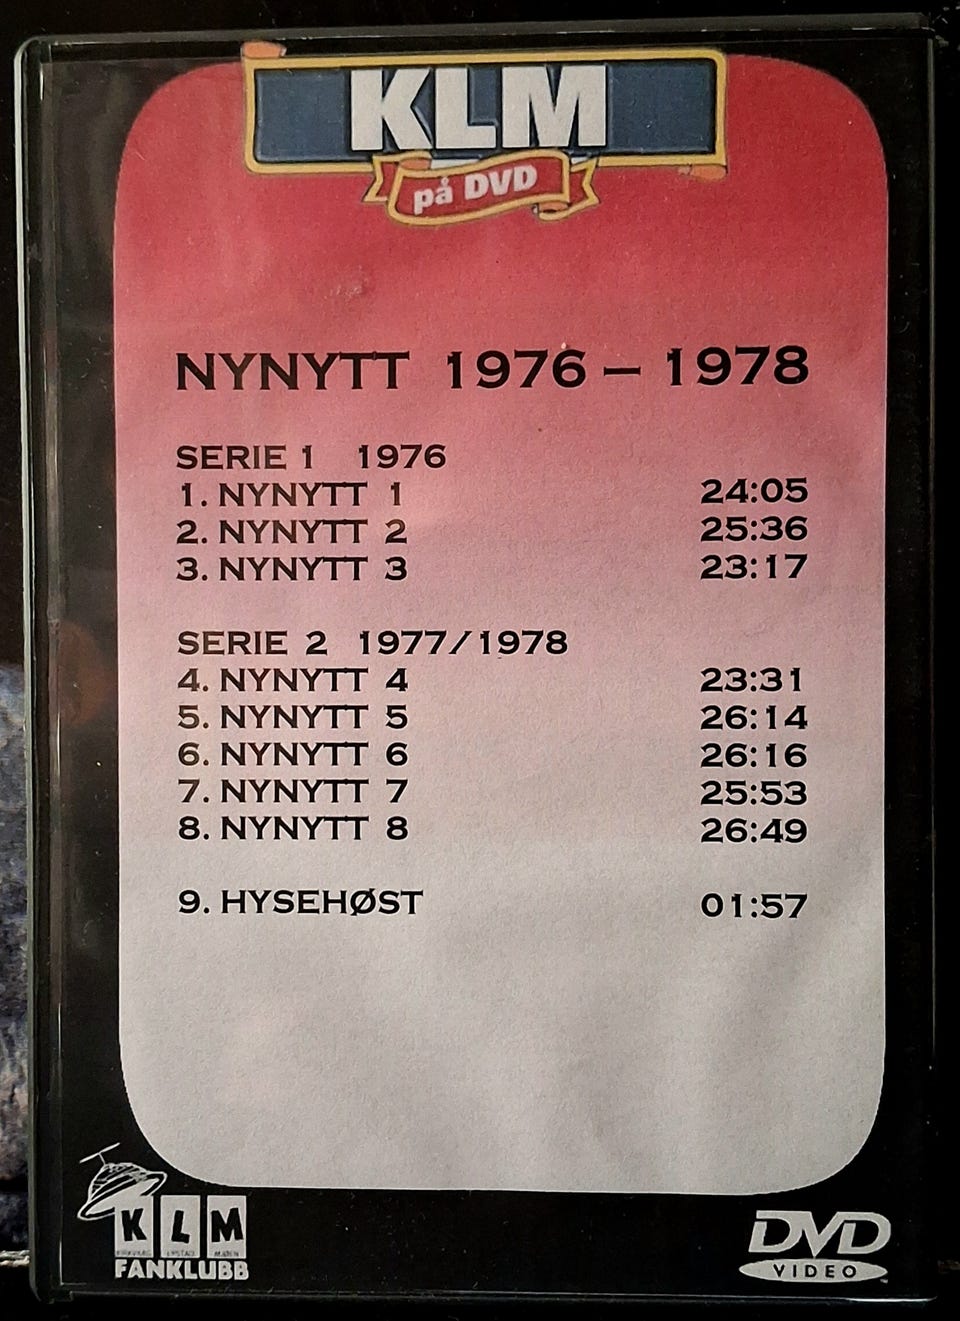 KLM
på DVD
NYNYTT 1976 – 1978
SERIE 1 1976
1. NYNYTT 1 24:05
2. NYNYTT 2 25:36
3. NYNYTT 3 23:17
SERIE 2 1977/1978
4. NYNYTT 4 23:31
5. NYNYTT 5 26:14
6. NYNYTT 6 26:16
7. NYNYTT 7 25:53
8. NYNYTT 8 26:49
9. HYSEHØST 01:57
KLM
KIRKVAAG LYSTAD MJØEN
FANKLUBB
DVD
VIDEO